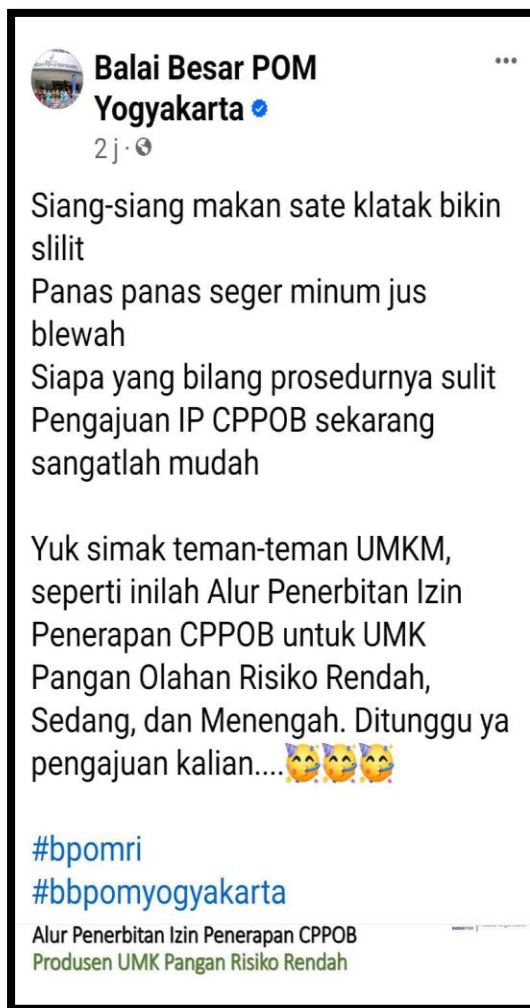 Balai Besar POM
Yogyakarta
2 j
Siang-siang makan sate klatak bikin
slilit
Panas panas seger minum jus
blewah
Siapa yang bilang prosedurnya sulit
Pengajuan IP CPPOB sekarang
sangatlah mudah
Yuk simak teman-teman UMKM,
seperti inilah Alur Penerbitan Izin
Penerapan CPPOB untuk UMK
Pangan Olahan Risiko Rendah,
Sedang, dan Menengah. Ditunggu ya
pengajuan kalian....🥳🥳🥳
#bpomri
#bbpomyogyakarta
Alur Penerbitan Izin Penerapan CPPOB
Produsen UMK Pangan Risiko Rendah